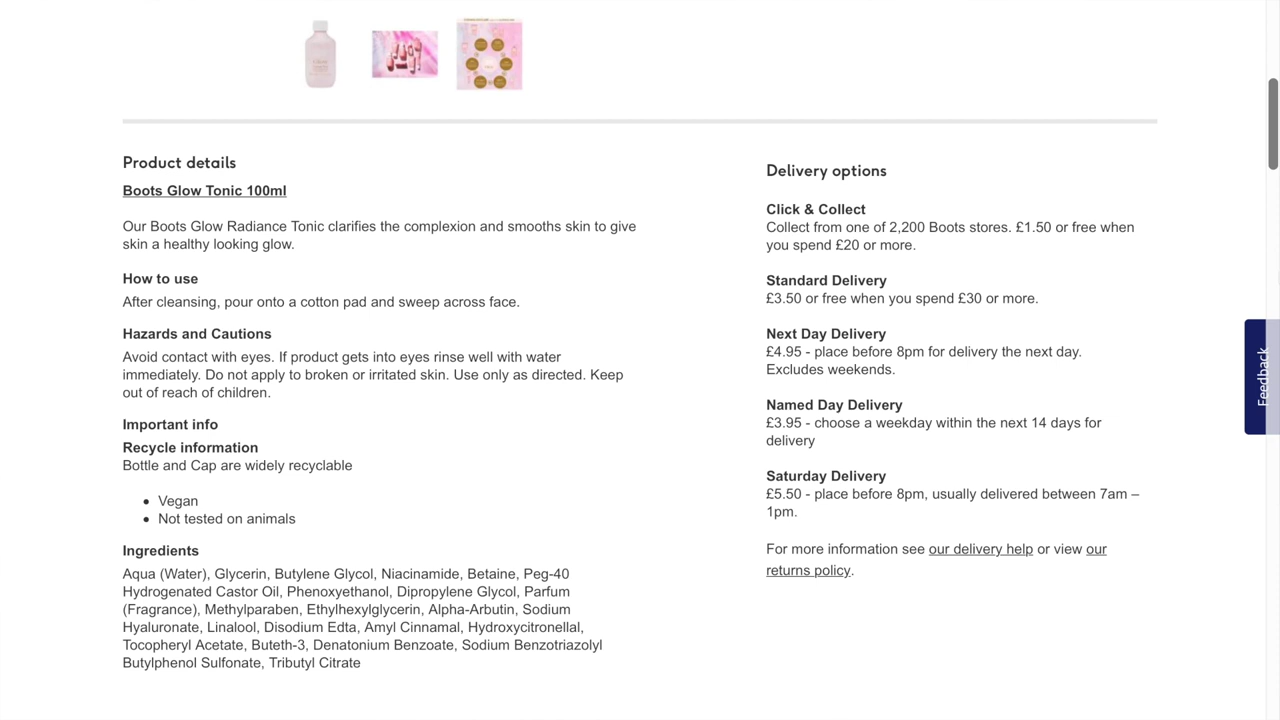 Product details
Boots Glow Tonic 100ml
Our Boots Glow Radiance Tonic clarifies the complexion and smooths skin to give
skin a healthy looking glow.
How to use
After cleansing, pour onto a cotton pad and sweep across face.
Hazards and Cautions
Avoid contact with eyes. If product gets into eyes rinse well with water
immediately. Do not apply to broken or irritated skin. Use only as directed. Keep
out of reach of children.
Important info
Recycle information
Bottle and Cap are widely recyclable
Vegan
Not tested on animals
Ingredients
Aqua (Water), Glycerin, Butylene Glycol, Niacinamide, Betaine, Peg-40
Hydrogenated Castor Oil, Phenoxyethanol, Dipropylene Glycol, Parfum
(Fragrance), Methylparaben, Ethylhexylglycerin, Alpha-Arbutin, Sodium
Hyaluronate, Linalool, Disodium Edta, Amyl Cinnamal, Hydroxycitronellal,
Tocopheryl Acetate, Buteth-3, Denatonium Benzoate, Sodium Benzotriazolyl
Butylphenol Sulfonate, Tributyl Citrate
Delivery options
Click & Collect
Collect from one of 2,200 Boots stores. £1.50 or free when
you spend £20 or more.
Standard Delivery
£3.50 or free when you spend £30 or more.
Next Day Delivery
£4.95 - place before 8pm for delivery the next day.
Excludes weekends.
Named Day Delivery
£3.95 - choose a weekday within the next 14 days for
delivery
Saturday Delivery
£5.50 - place before 8pm, usually delivered between 7am –
1pm.
For more information see our delivery help or view our
returns policy.
Feedback